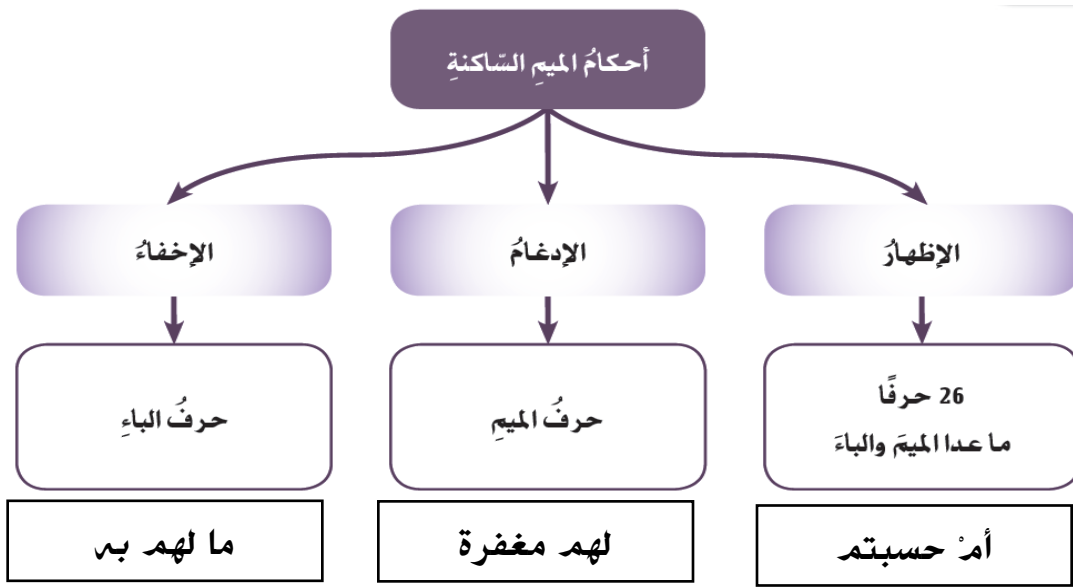 أحكامُ الميمِ السّاكنةِ
الإظهارُ
الإدغامُ
الإخفاءُ
26 حرفًا
ما عدا الميمَ والباءَ
حرفُ الميمِ
حرفُ الباءِ
أمْ حسبتم
لهم مغفرة
ما لهم به